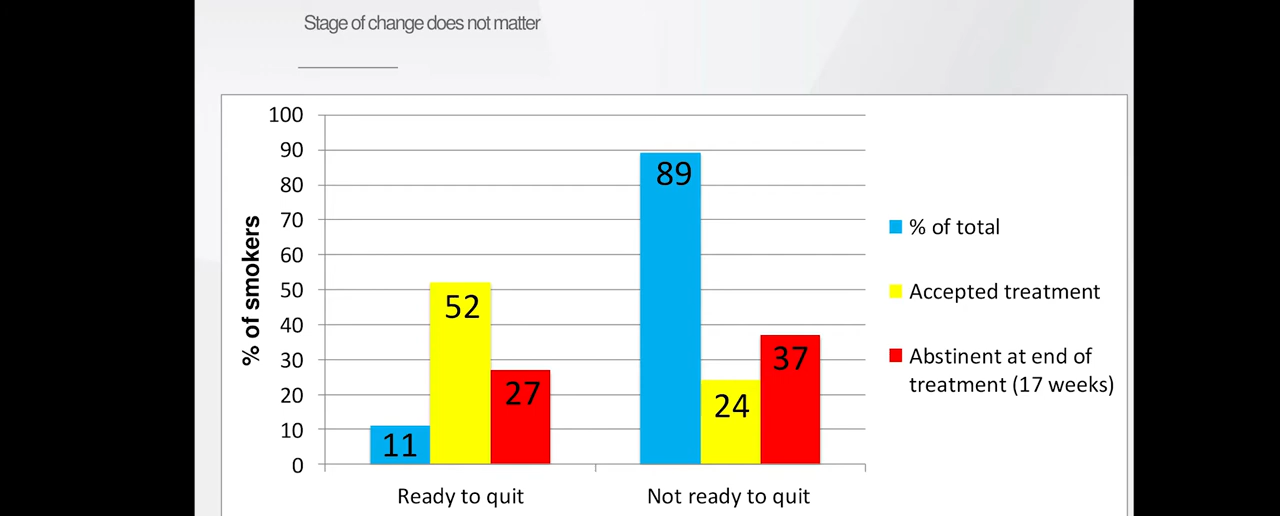 Stage of change does not matter
100
90
80
70
60
50
40
30
20
10
0
% of smokers
11
52
27
89
24
37
Ready to quit
Not ready to quit
% of total
Accepted treatment
Abstinent at end of
treatment (17 weeks)